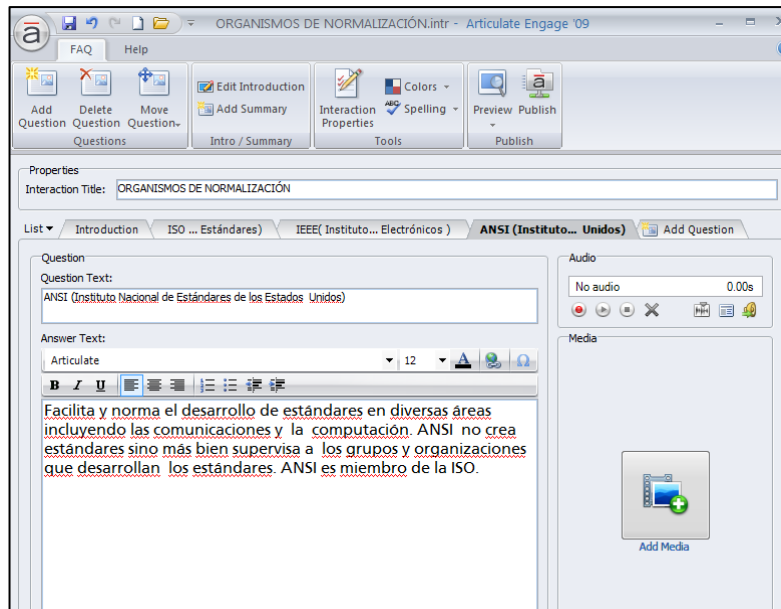 ORGANISMOS DE NORMALIZACIÓN.intr - Articulate Engage '09
FAQ Help
Add Question
Delete Question
Move Question
Questions
Edit Introduction
Add Summary
Intro / Summary
Interaction Properties
Colors
ABC Spelling
Tools
Preview
Publish
Publish
Properties
Interaction Title: ORGANISMOS DE NORMALIZACIÓN
List Introduction ISO ... Estándares) IEEE( Instituto... Electrónicos ) ANSI (Instituto... Unidos) Add Question
Question
Question Text:
ANSI (Instituto Nacional de Estándares de los Estados Unidos)
Answer Text:
Articulate 12 A Ω
B I U
Facilita y norma el desarrollo de estándares en diversas áreas
incluyendo las comunicaciones y la computación. ANSI no crea
estándares sino más bien supervisa a los grupos y organizaciones
que desarrollan los estándares. ANSI es miembro de la ISO.
Audio
No audio 0.00s
Media
Add Media